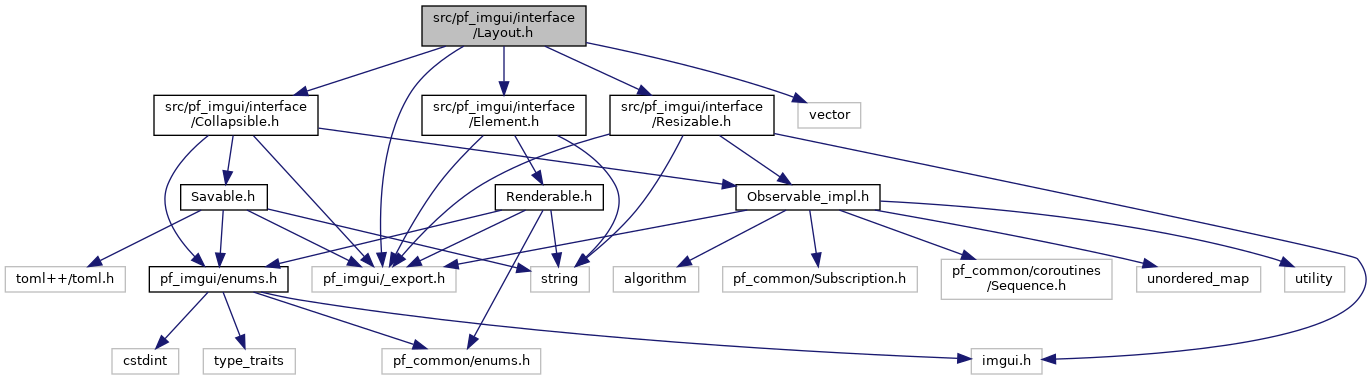 src/pf_imgui/interface
/Layout.h
src/pf_imgui/interface
/Collapsible.h
src/pf_imgui/interface
/Element.h
src/pf_imgui/interface
/Resizable.h
vector
Savable.h
Renderable.h
Observable_impl.h
toml++/toml.h
pf_imgui/enums.h
pf_imgui/_export.h
string
algorithm
pf_common/Subscription.h
pf_common/coroutines
/Sequence.h
unordered_map
utility
cstdint
type_traits
pf_common/enums.h
imgui.h